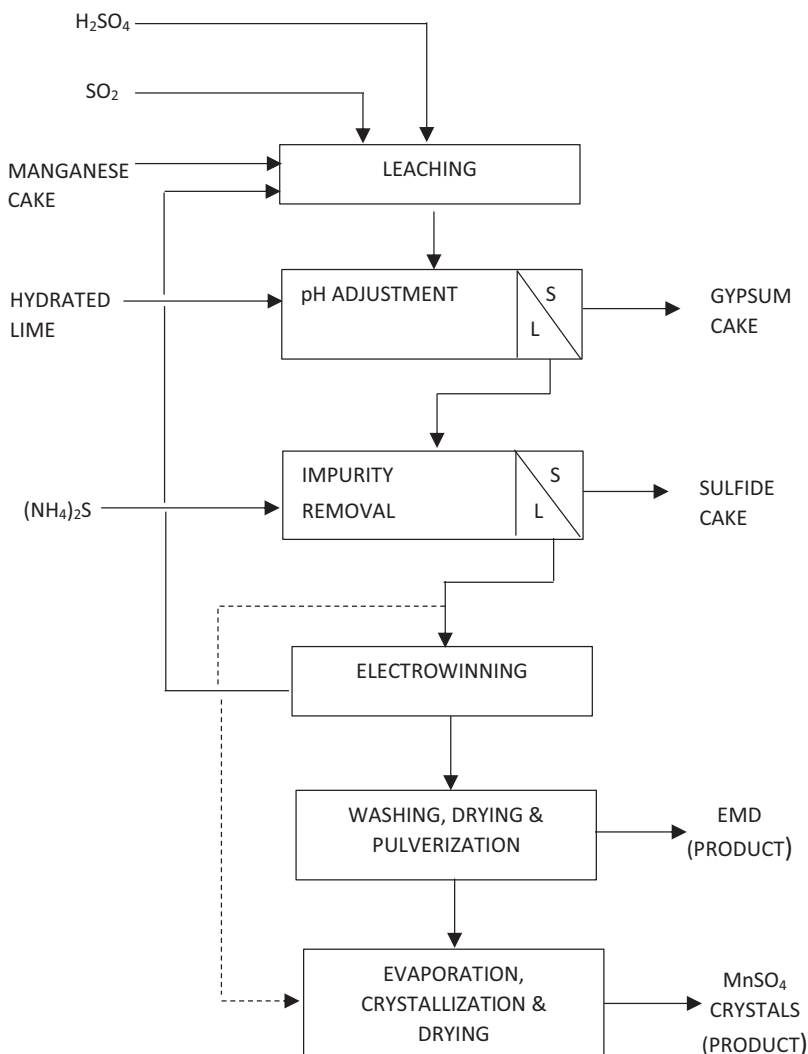 H₂SO₄
SO₂
MANGANESE
CAKE
LEACHING
HYDRATED
LIME
pH ADJUSTMENT
S
L
GYPSUM
CAKE
(NH₄)₂S
IMPURITY
REMOVAL
S
L
SULFIDE
CAKE
ELECTROWINNING
WASHING, DRYING &
PULVERIZATION
EMD
(PRODUCT)
EVAPORATION,
CRYSTALLIZATION &
DRYING
MnSO₄
CRYSTALS
(PRODUCT)